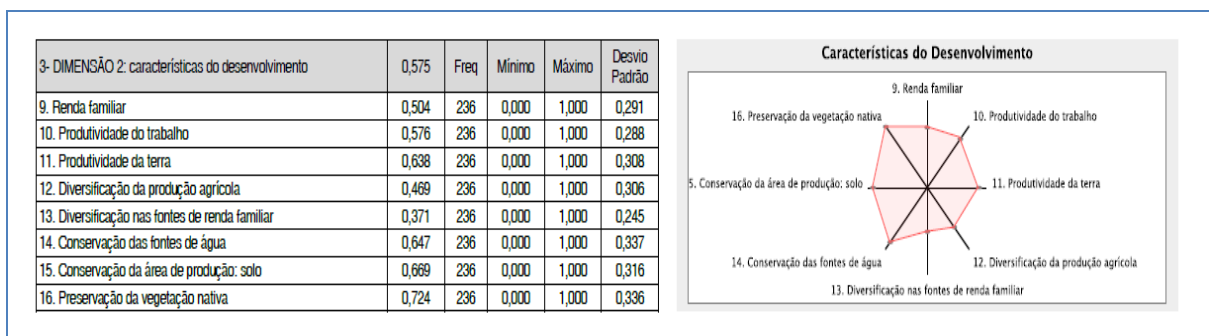 3- DIMENSÃO 2: características do desenvolvimento 0,575 Freq Mínimo Máximo Desvio Padrão
9. Renda familiar 0,504 236 0,000 1,000 0,291
10. Produtividade do trabalho 0,576 236 0,000 1,000 0,288
11. Produtividade da terra 0,638 236 0,000 1,000 0,308
12. Diversificação da produção agrícola 0,469 236 0,000 1,000 0,306
13. Diversificação nas fontes de renda familiar 0,371 236 0,000 1,000 0,245
14. Conservação das fontes de água 0,647 236 0,000 1,000 0,337
15. Conservação da área de produção: solo 0,669 236 0,000 1,000 0,316
16. Preservação da vegetação nativa 0,724 236 0,000 1,000 0,336
Características do Desenvolvimento
9. Renda familiar
16. Preservação da vegetação nativa
10. Produtividade do trabalho
5. Conservação da área de produção: solo
11. Produtividade da terra
14. Conservação das fontes de água
12. Diversificação da produção agrícola
13. Diversificação nas fontes de renda familiar